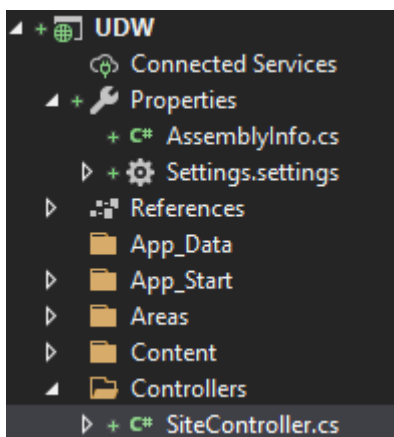 UDW
Connected Services
Properties
C# AssemblyInfo.cs
Settings.settings
References
App_Data
App_Start
Areas
Content
Controllers
C# SiteController.cs